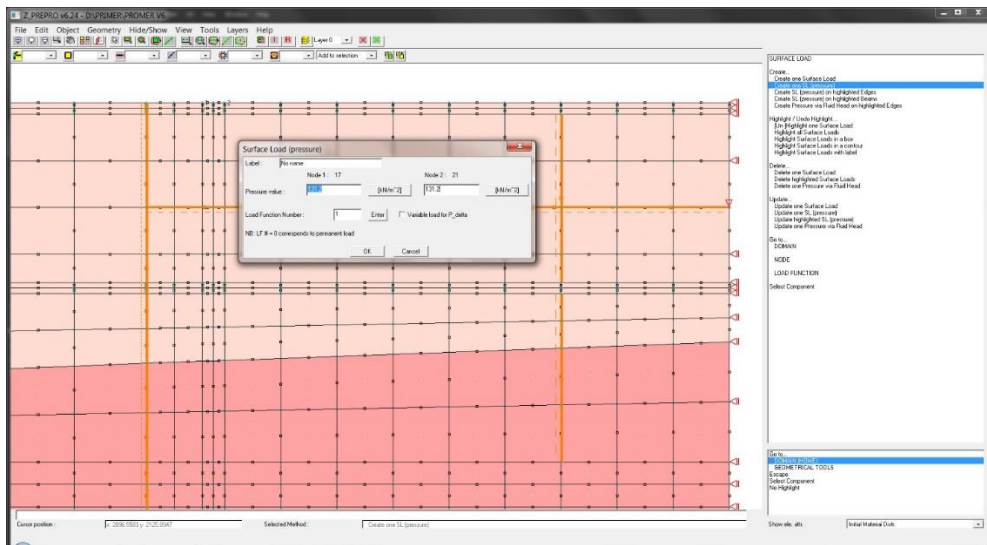 Z_PREPRO v6.24 - D:\PRIMER\PROMER V6
File Edit Object Geometry Hide/Show View Tools Layers Help
Layer 0
Add to selection
SURFACE LOAD
Create...
Create one Surface Load
Create one SL (pressure)
Create SL (pressure) on highlighted Edges
Create SL (pressure) on highlighted Beams
Create Pressure via Fluid Head on highlighted Edges
Highlight / Undo Highlight...
[Un-]Highlight one Surface Load
Highlight all Surface Loads
Highlight Surface Loads in a box
Highlight Surface Loads in a contour
Highlight Surface Loads with label
Delete...
Delete one Surface Load
Delete highlighted Surface Loads
Delete one Pressure via Fluid Head
Update...
Update one Surface Load
Update one SL (pressure)
Update highlighted SL (pressure)
Update one Pressure via Fluid Head
Go to...
DOMAIN
NODE
LOAD FUNCTION
Select Component
Surface Load (pressure)
Label: No name
Node 1 : 17 Node 2 : 21
Pressure value : 131.2 [kN/m^2] 131.2 [kN/m^2]
Load Function Number : 1 Enter Variable load for P_delta
NB: LF # = 0 corresponds to permanent load
OK Cancel
Go to...
DOMAIN (HOME)
GEOMETRICAL TOOLS
Escape
Select Component
No Highlight
Cursor position : Selected Method : Create one SL (pressure)
Show ele. attr. Initial Material Dots